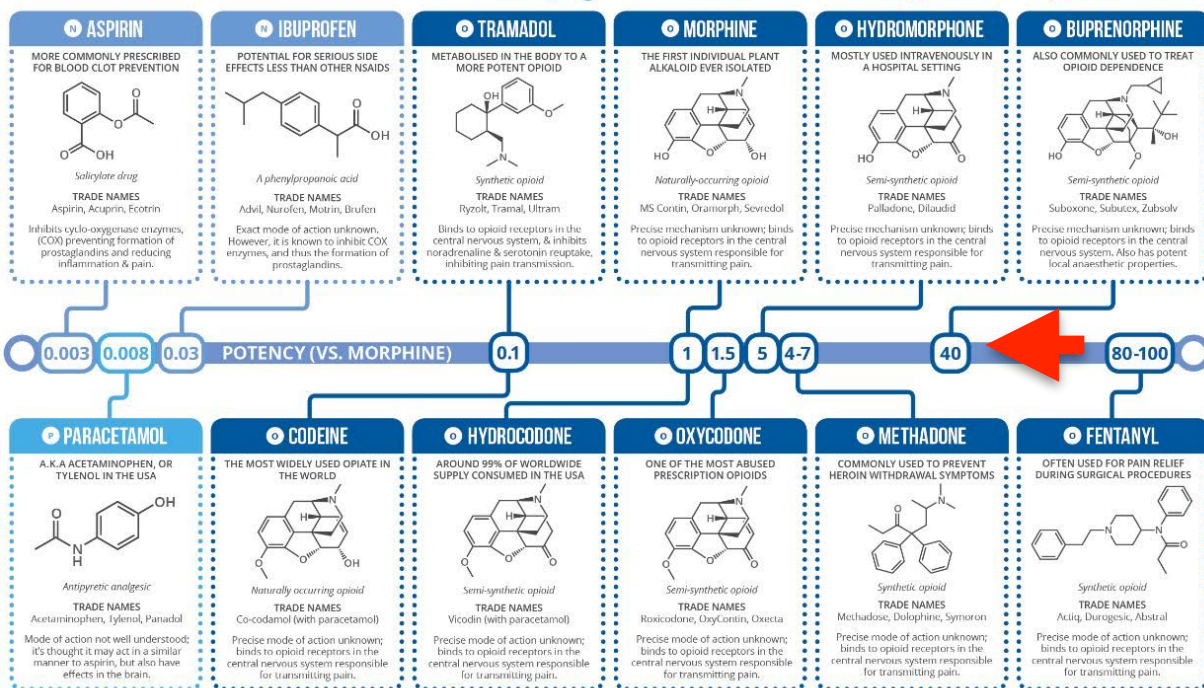 N ASPIRIN
MORE COMMONLY PRESCRIBED
FOR BLOOD CLOT PREVENTION
O
O
O
OH
Salicylate drug
TRADE NAMES
Aspirin, Acuprin, Ecotrin
Inhibits cyclo-oxygenase enzymes,
(COX) preventing formation of
prostaglandins and reducing
inflammation & pain.
N IBUPROFEN
POTENTIAL FOR SERIOUS SIDE
EFFECTS LESS THAN OTHER NSAIDS
O
OH
A phenylpropanoic acid
TRADE NAMES
Advil, Nurofen, Motrin, Brufen
Exact mode of action unknown.
However, it is known to inhibit COX
enzymes, and thus the formation of
prostaglandins.
O TRAMADOL
METABOLISED IN THE BODY TO A
MORE POTENT OPIOID
OH
O
N
Synthetic opioid
TRADE NAMES
Ryzolt, Tramal, Ultram
Binds to opioid receptors in the
central nervous system, & inhibits
noradrenaline & serotonin reuptake,
inhibiting pain transmission.
O MORPHINE
THE FIRST INDIVIDUAL PLANT
ALKALOID EVER ISOLATED
N
H
HO
O
OH
Naturally-occurring opioid
TRADE NAMES
MS Contin, Oramorph, Sevredol
Precise mechanism unknown; binds
to opioid receptors in the central
nervous system responsible for
transmitting pain.
O HYDROMORPHONE
MOSTLY USED INTRAVENOUSLY IN
A HOSPITAL SETTING
N
H
HO
O
O
Semi-synthetic opioid
TRADE NAMES
Palladone, Dilaudid
Precise mechanism unknown; binds
to opioid receptors in the central
nervous system responsible for
transmitting pain.
O BUPRENORPHINE
ALSO COMMONLY USED TO TREAT
OPIOID DEPENDENCE
N
H
HO
O
O
OH
Semi-synthetic opioid
TRADE NAMES
Suboxone, Subutex, Zubsolv
Precise mechanism unknown; binds
to opioid receptors in the central
nervous system. Also has potent
local anaesthetic properties.
0.003 0.008 0.03 POTENCY (VS. MORPHINE) 0.1 1 1.5 5 4-7 40 80-100
P PARACETAMOL
A.K.A ACETAMINOPHEN, OR
TYLENOL IN THE USA
OH
O
N
H
Antipyretic analgesic
TRADE NAMES
Acetaminophen, Tylenol, Panadol
Mode of action not well understood;
it's thought it may act in a similar
manner to aspirin, but also have
effects in the brain.
O CODEINE
THE MOST WIDELY USED OPIATE IN
THE WORLD
N
H
O
O
OH
Naturally occurring opioid
TRADE NAMES
Co-codamol (with paracetamol)
Precise mode of action unknown;
binds to opioid receptors in the
central nervous system responsible
for transmitting pain.
O HYDROCODONE
AROUND 99% OF WORLDWIDE
SUPPLY CONSUMED IN THE USA
N
H
O
O
O
Semi-synthetic opioid
TRADE NAMES
Vicodin (with paracetamol)
Precise mode of action unknown;
binds to opioid receptors in the
central nervous system responsible
for transmitting pain.
O OXYCODONE
ONE OF THE MOST ABUSED
PRESCRIPTION OPIOIDS
N
H
O
O
O
Semi-synthetic opioid
TRADE NAMES
Roxicodone, OxyContin, Oxecta
Precise mode of action unknown;
binds to opioid receptors in the
central nervous system responsible
for transmitting pain.
O METHADONE
COMMONLY USED TO PREVENT
HEROIN WITHDRAWAL SYMPTOMS
N
O
Synthetic opioid
TRADE NAMES
Methadose, Dolophine, Symoron
Precise mode of action unknown;
binds to opioid receptors in the
central nervous system responsible
for transmitting pain.
O FENTANYL
OFTEN USED FOR PAIN RELIEF
DURING SURGICAL PROCEDURES
N
N
O
Synthetic opioid
TRADE NAMES
Actiq, Durogesic, Abstral
Precise mode of action unknown;
binds to opioid receptors in the
central nervous system responsible
for transmitting pain.